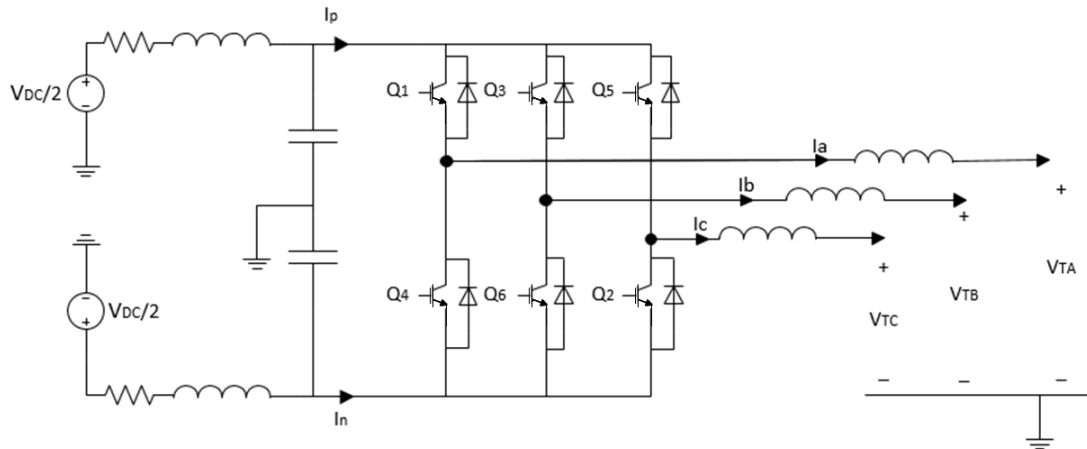 Ip
VDC/2
+
−
Q1
Q3
Q5
Ia
+
Ib
+
Ic
+
VTA
VTB
VTC
Q4
Q6
Q2
−
+
VDC/2
In
− − −